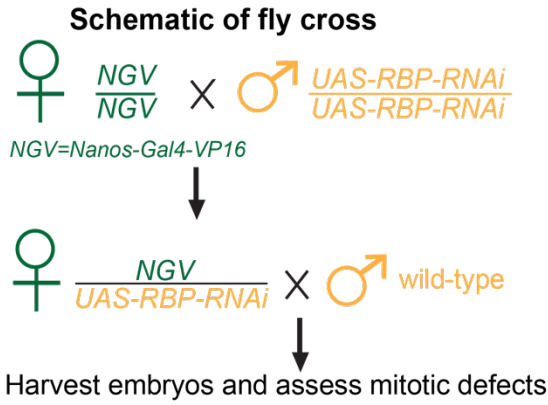 Schematic of fly cross
NGV
NGV
X
UAS-RBP-RNAi
UAS-RBP-RNAi
NGV=Nanos-Gal4-VP16
NGV
UAS-RBP-RNAi
X
wild-type
Harvest embryos and assess mitotic defects